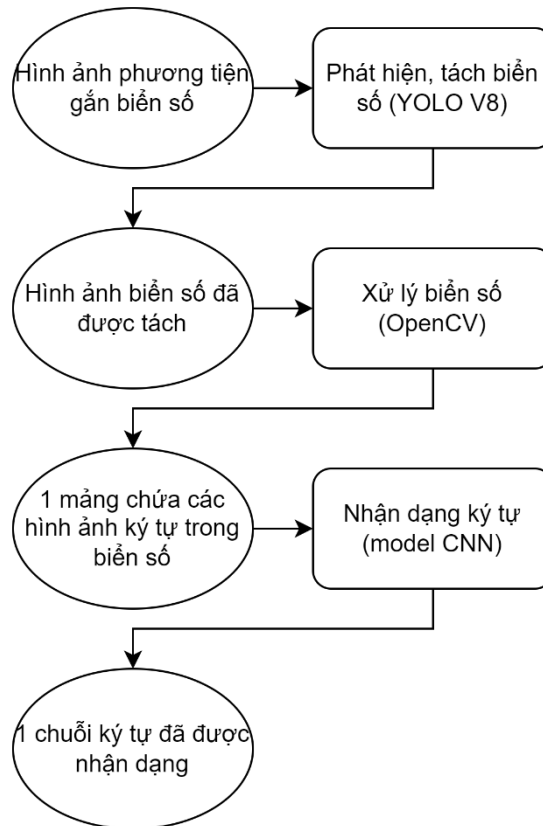 Hình ảnh phương tiện
gắn biển số
Phát hiện, tách biển
số (YOLO V8)
Hình ảnh biển số đã
được tách
Xử lý biển số
(OpenCV)
1 mảng chứa các
hình ảnh ký tự trong
biển số
Nhận dạng ký tự
(model CNN)
1 chuỗi ký tự đã được
nhận dạng